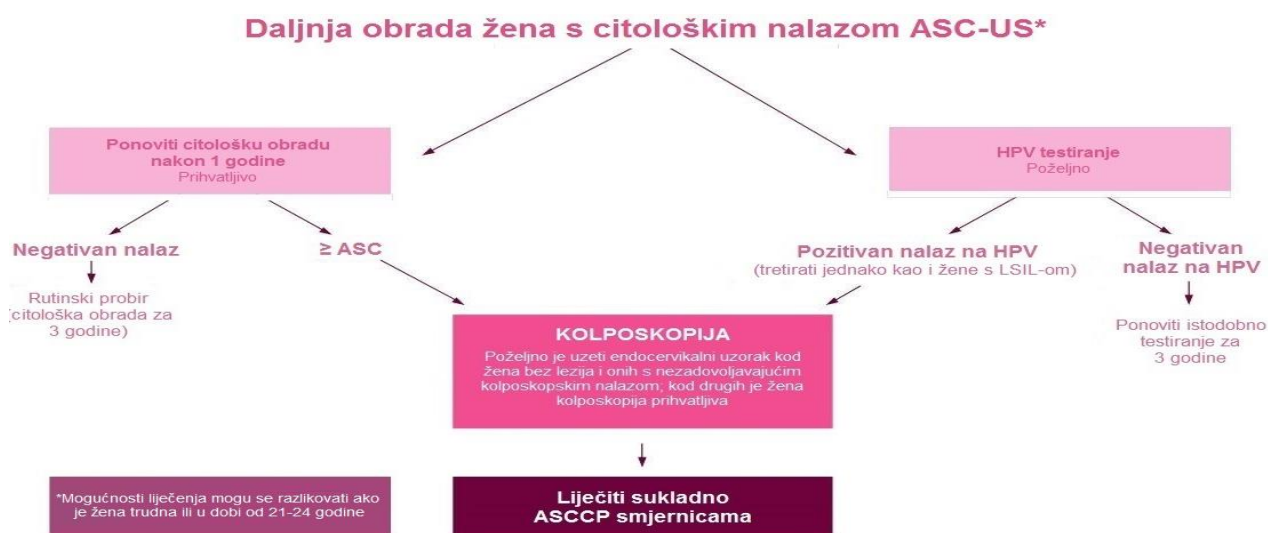 Daljnja obrada žena s citološkim nalazom ASC-US*
Ponoviti citološku obradu
nakon 1 godine
Prihvatljivo
HPV testiranje
Poželjno
Negativan nalaz
≥ ASC
Pozitivan nalaz na HPV
(tretirati jednako kao i žene s LSIL-om)
Negativan
nalaz na HPV
Rutinski probir
(citološka obrada za
3 godine)
KOLPOSKOPIJA
Poželjno je uzeti endocervikalni uzorak kod
žena bez lezija i onih s nezadovoljavajućim
kolposkopskim nalazom; kod drugih je žena
kolposkopija prihvatljiva
Ponoviti istodobno
testiranje za
3 godine
*Mogućnosti liječenja mogu se razlikovati ako
je žena trudna ili u dobi od 21-24 godine
Liječiti sukladno
ASCCP smjernicama